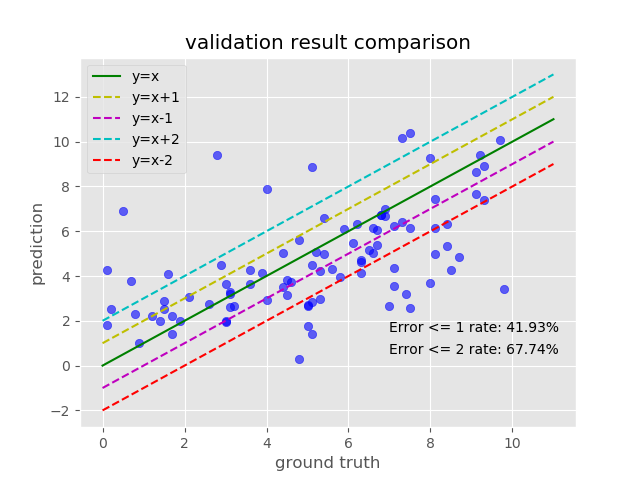 validation result comparison
y=x
y=x+1
y=x-1
y=x+2
y=x-2
12
10
8
6
4
2
0
−2
prediction
Error <= 1 rate: 41.93%
Error <= 2 rate: 67.74%
0 2 4 6 8 10
ground truth